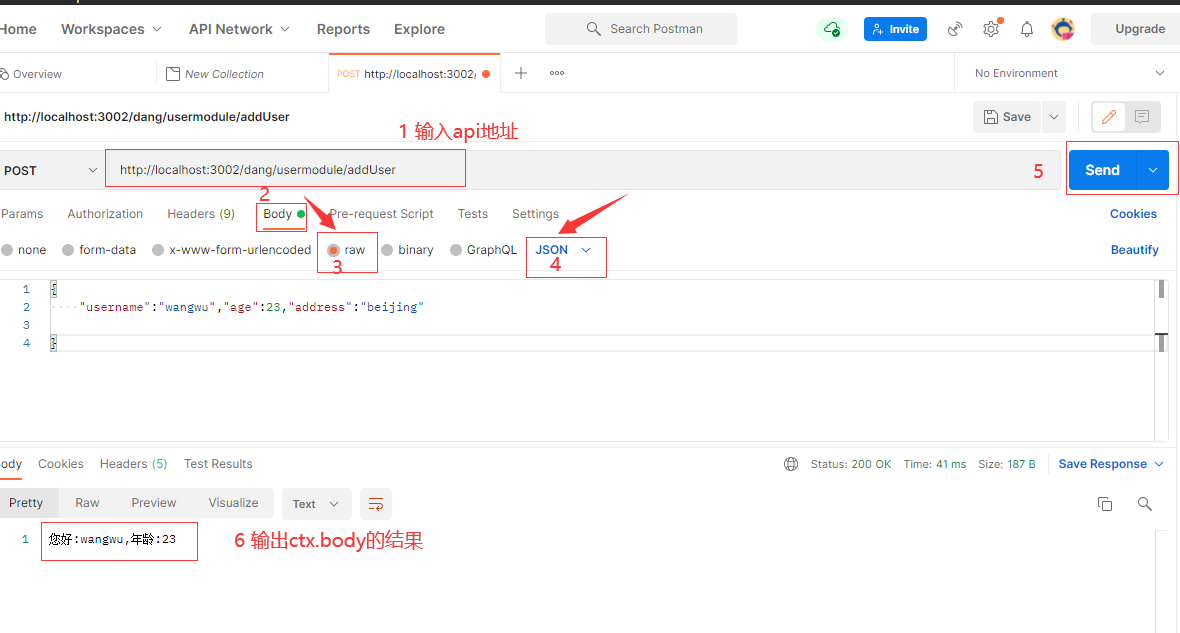 Home Workspaces API Network Reports Explore Search Postman Invite Upgrade
Overview New Collection POST http://localhost:3002/ No Environment
http://localhost:3002/dang/usermodule/addUser Save
1 输入api地址
POST http://localhost:3002/dang/usermodule/addUser 5 Send
2
Params Authorization Headers (9) Body Pre-request Script Tests Settings Cookies
none form-data x-www-form-urlencoded raw binary GraphQL JSON Beautify
3 4
1 {
2 "username":"wangwu","age":23,"address":"beijing"
3
4 }
ody Cookies Headers (5) Test Results Status: 200 OK Time: 41 ms Size: 187 B Save Response
Pretty Raw Preview Visualize Text
1 您好:wangwu,年龄:23 6 输出ctx.body的结果